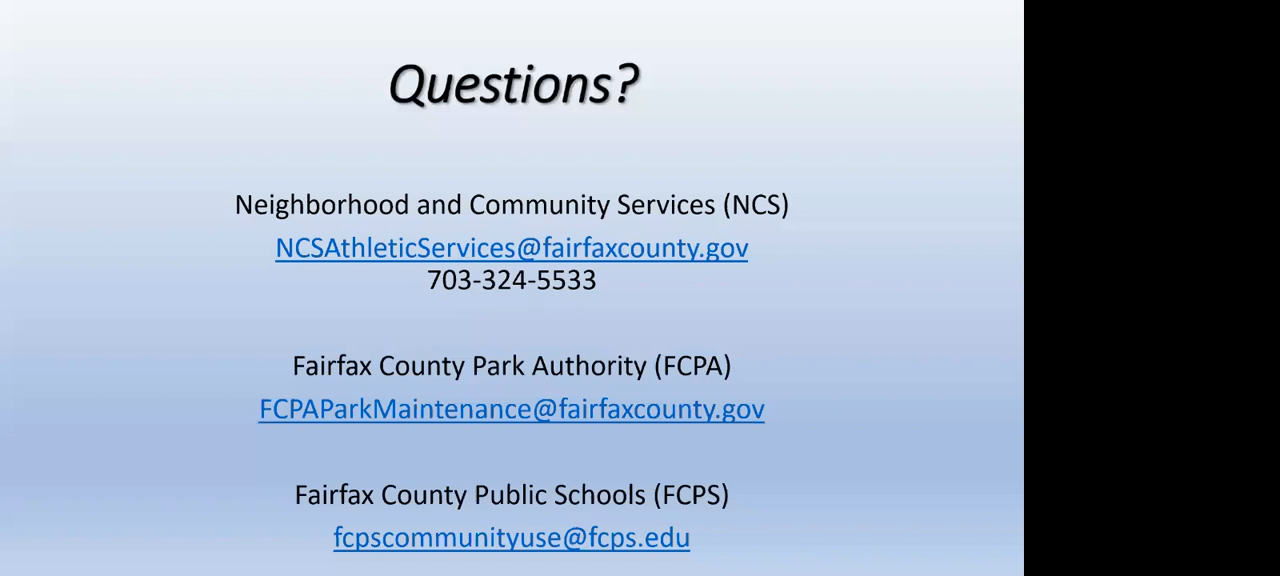 Questions?
Neighborhood and Community Services (NCS)
NCSAthleticServices@fairfaxcounty.gov
703-324-5533
Fairfax County Park Authority (FCPA)
FCPAParkMaintenance@fairfaxcounty.gov
Fairfax County Public Schools (FCPS)
fcpscommunityuse@fcps.edu